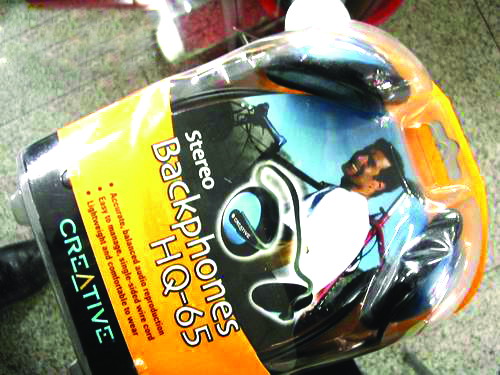 Stereo
Backphones
HQ-65
• Accurate, balanced audio reproduction
• Easy to manage, single-sided wire cord
• Lightweight and comfortable to wear
CREATIVE
CREATIVE